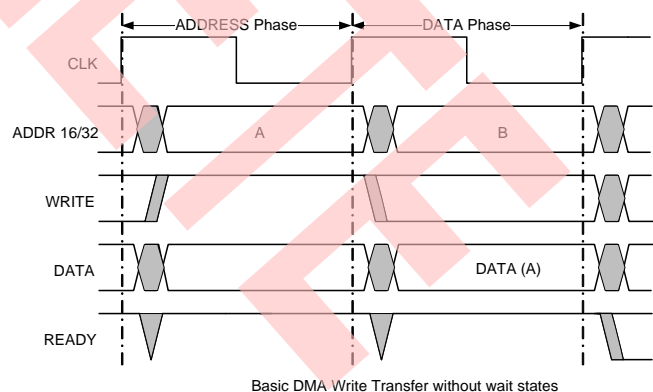 ADDRESS Phase DATA Phase
CLK
ADDR 16/32 A B
WRITE
DATA DATA (A)
READY
Basic DMA Write Transfer without wait states